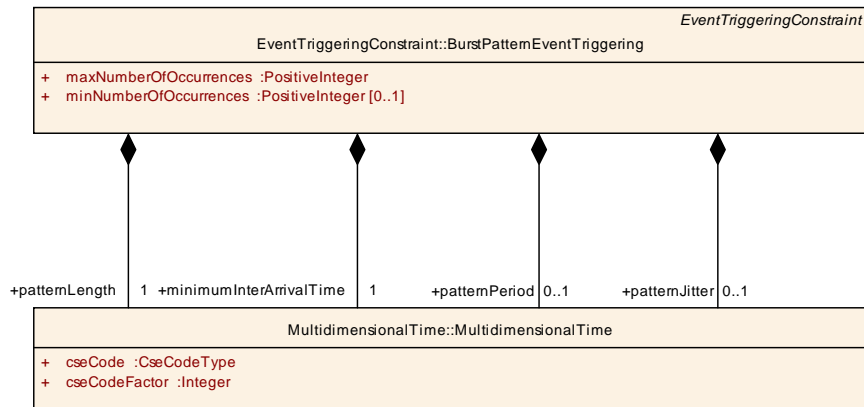 EventTriggeringConstraint
EventTriggeringConstraint::BurstPatternEventTriggering
+ maxNumberOfOccurrences :PositiveInteger
+ minNumberOfOccurrences :PositiveInteger [0..1]
+patternLength 1 +minimumInterArrivalTime 1 +patternPeriod 0..1 +patternJitter 0..1
MultidimensionalTime::MultidimensionalTime
+ cseCode :CseCodeType
+ cseCodeFactor :Integer